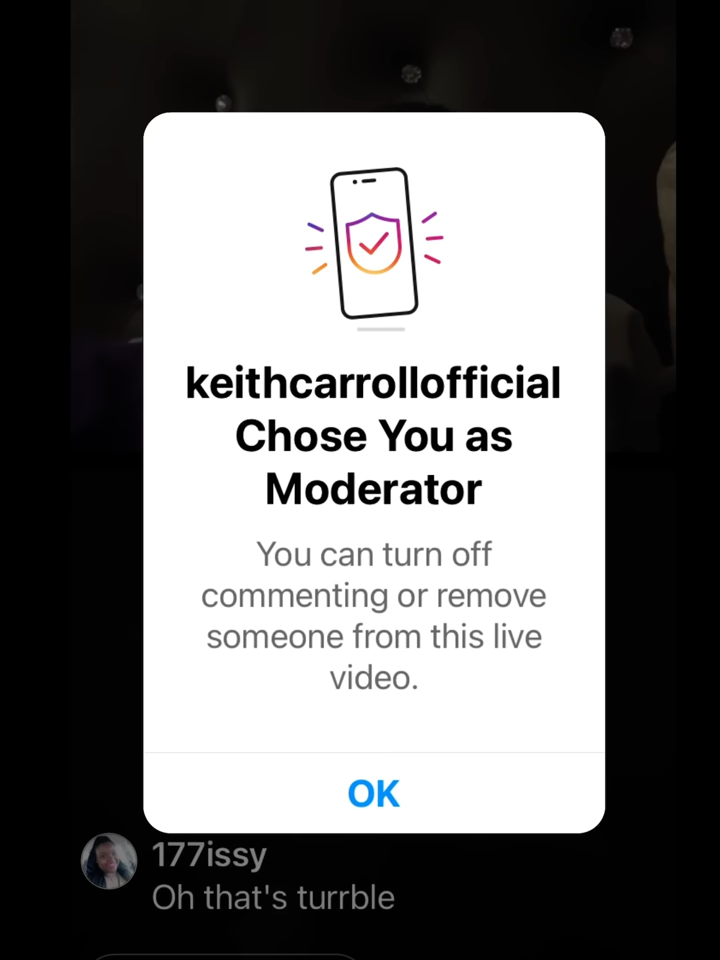 keithcarrollofficial
Chose You as
Moderator
You can turn off
commenting or remove
someone from this live
video.
OK
177issy
Oh that's turrble